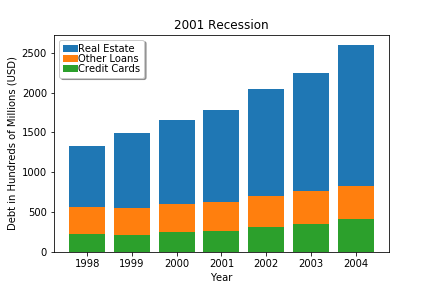 2001 Recession
Real Estate
Other Loans
Credit Cards
Debt in Hundreds of Millions (USD)
2500
2000
1500
1000
500
0
1998 1999 2000 2001 2002 2003 2004
Year